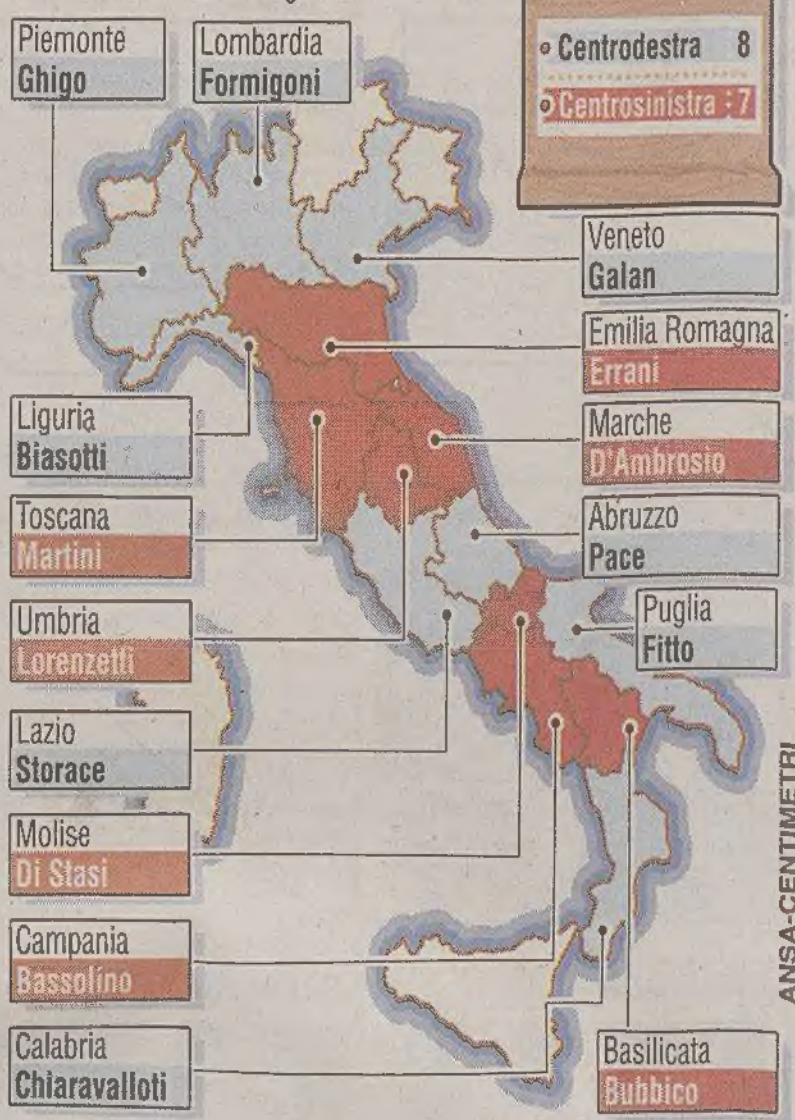 Piemonte
Ghigo
Lombardia
Formigoni
Centrodestra 8
Centrosinistra : 7
Veneto
Galan
Emilia Romagna
Errani
Liguria
Biasotti
Marche
D'Ambrosio
Toscana
Martini
Abruzzo
Pace
Umbria
Lorenzetti
Puglia
Fitto
Lazio
Storace
Molise
Di Stasi
Campania
Bassolino
Calabria
Chiaravalloti
Basilicata
Bubbico
ANSA-CENTIMETRI